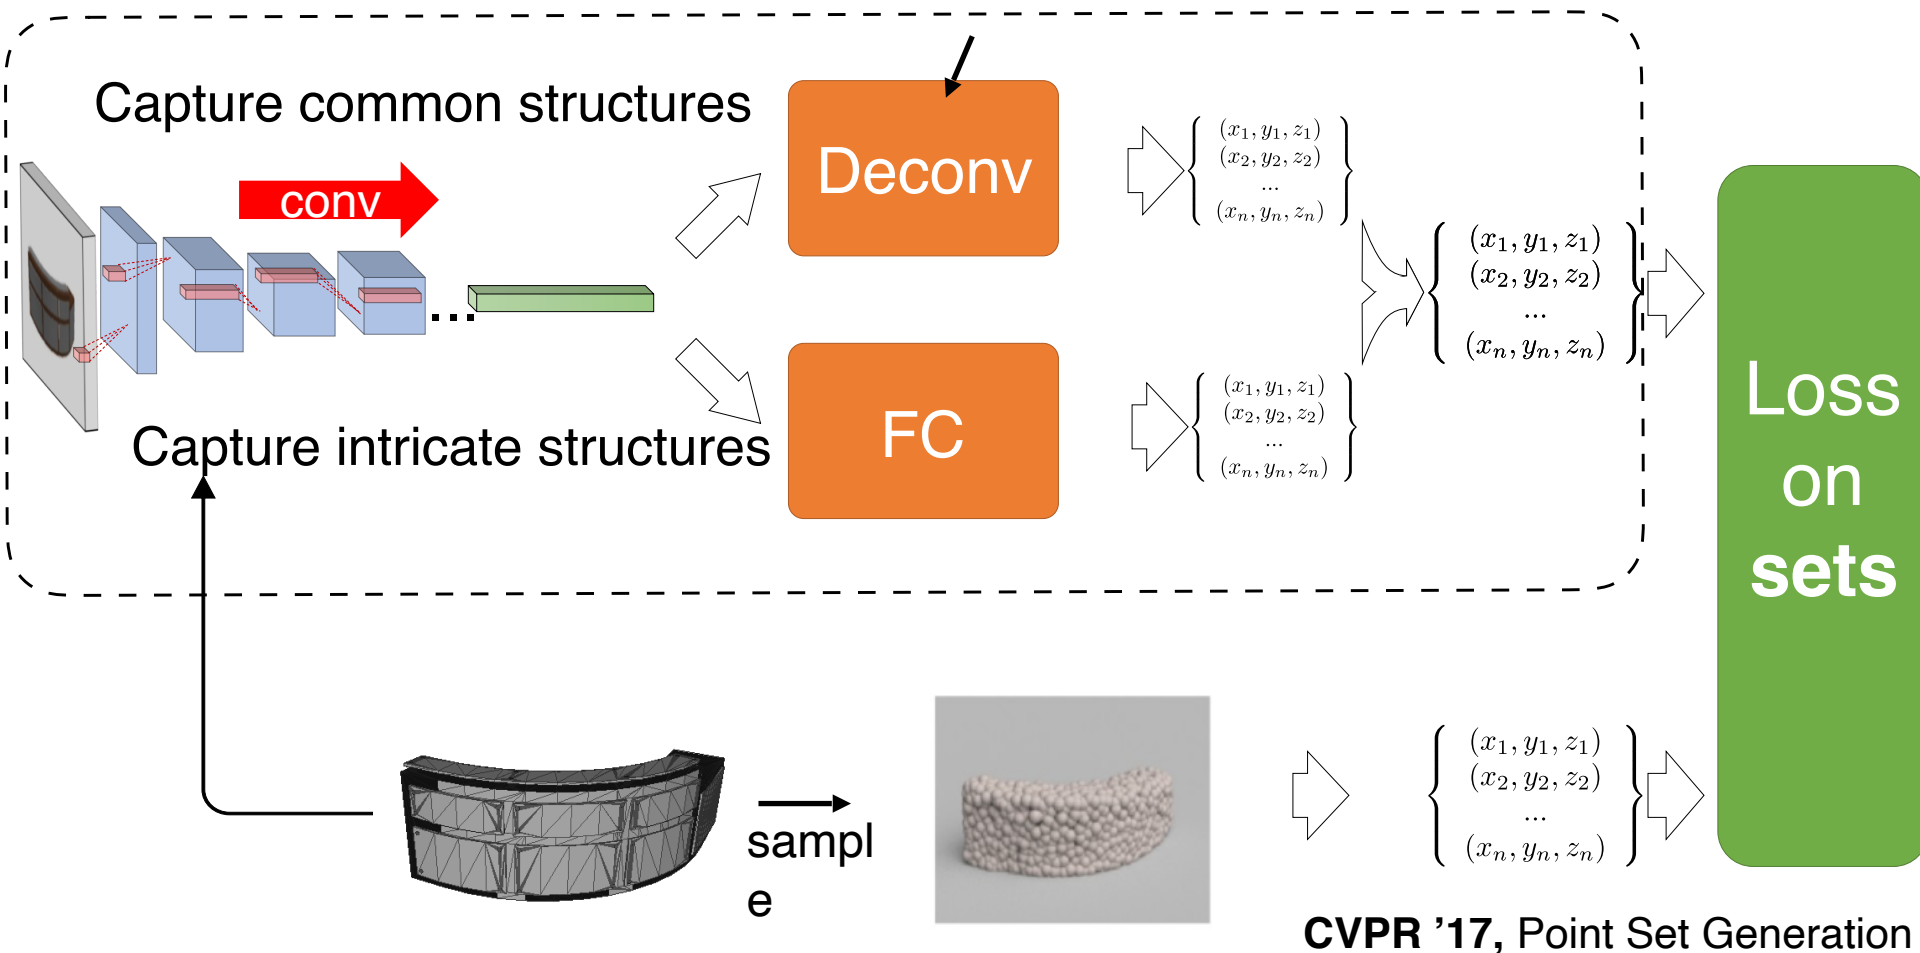 Capture common structures
conv
Deconv
(x₁, y₁, z₁)
(x₂, y₂, z₂)
...
(xₙ, yₙ, zₙ)
Capture intricate structures
FC
(x₁, y₁, z₁)
(x₂, y₂, z₂)
...
(xₙ, yₙ, zₙ)
(x₁, y₁, z₁)
(x₂, y₂, z₂)
...
(xₙ, yₙ, zₙ)
Loss
on
sets
sampl
e
(x₁, y₁, z₁)
(x₂, y₂, z₂)
...
(xₙ, yₙ, zₙ)
CVPR ’17, Point Set Generation